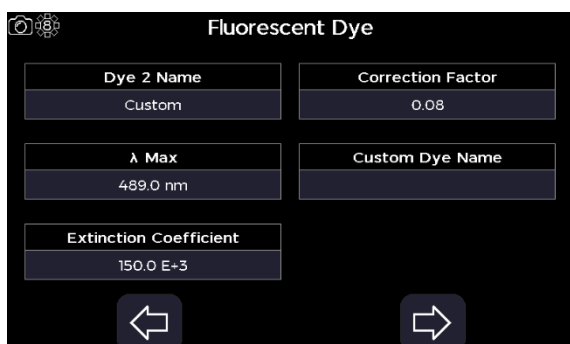 8
Fluorescent Dye
Dye 2 Name
Custom
Correction Factor
0.08
λ Max
489.0 nm
Custom Dye Name
Extinction Coefficient
150.0 E+3